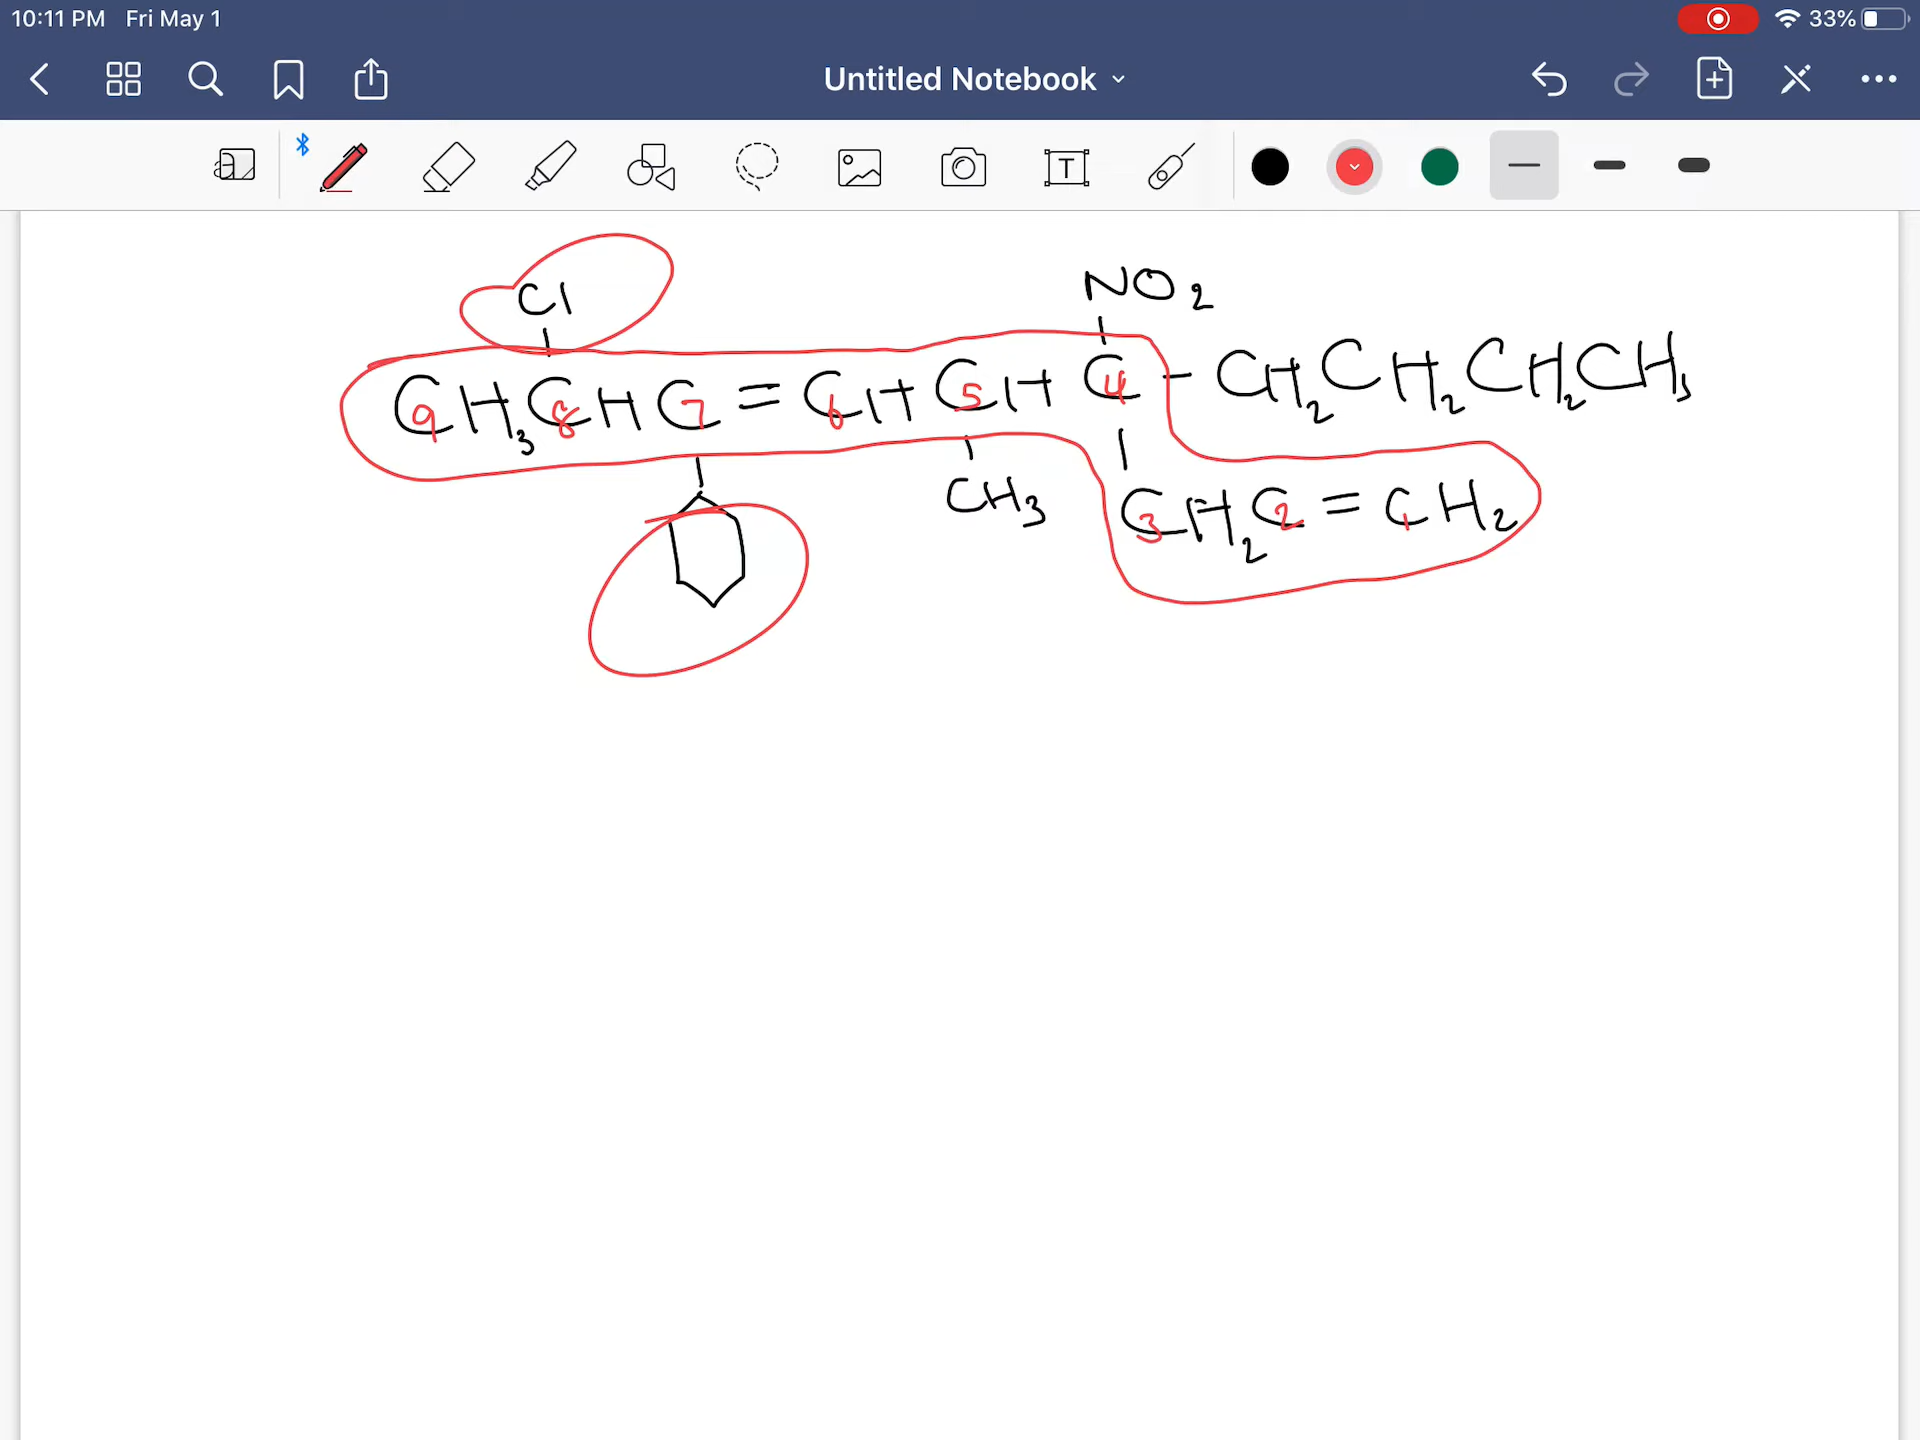 10:11 PM Fri May 1
33%
Untitled Notebook
T
Cl
NO2
CH3CHC=CHCHC-CH2CH2CH2CH3
9 8 7 6 5 4
CH3
CH2C=CH2
3 2 1